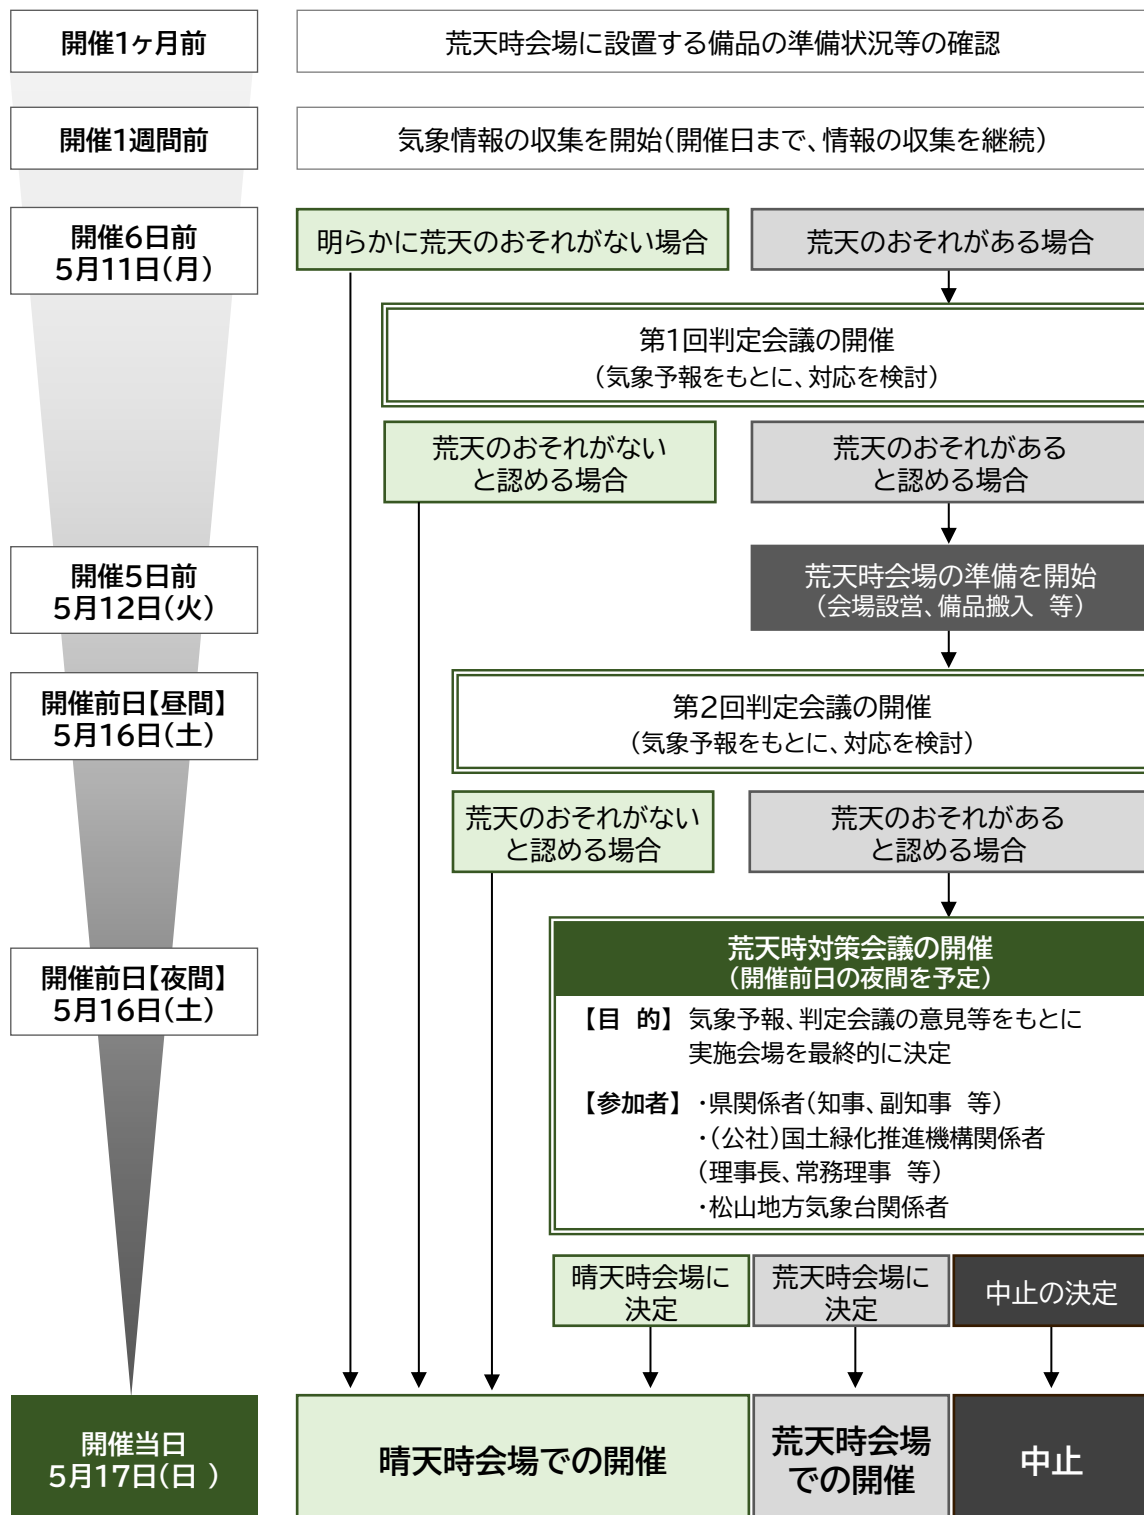 開催1ヶ月前
荒天時会場に設置する備品の準備状況等の確認
開催1週間前
気象情報の収集を開始(開催日まで、情報の収集を継続)
開催6日前
5月11日(月)
明らかに荒天のおそれがない場合
荒天のおそれがある場合
第1回判定会議の開催
(気象予報をもとに、対応を検討)
荒天のおそれがない
と認める場合
荒天のおそれがある
と認める場合
開催5日前
5月12日(火)
荒天時会場の準備を開始
(会場設営、備品搬入 等)
開催前日【昼間】
5月16日(土)
第2回判定会議の開催
(気象予報をもとに、対応を検討)
荒天のおそれがない
と認める場合
荒天のおそれがある
と認める場合
開催前日【夜間】
5月16日(土)
荒天時対策会議の開催
(開催前日の夜間を予定)
【目 的】 気象予報、判定会議の意見等をもとに
実施会場を最終的に決定
【参加者】 ・県関係者(知事、副知事 等)
・(公社)国土緑化推進機構関係者
(理事長、常務理事 等)
・松山地方気象台関係者
晴天時会場に
決定
荒天時会場に
決定
中止の決定
開催当日
5月17日(日 )
晴天時会場での開催
荒天時会場
での開催
中止